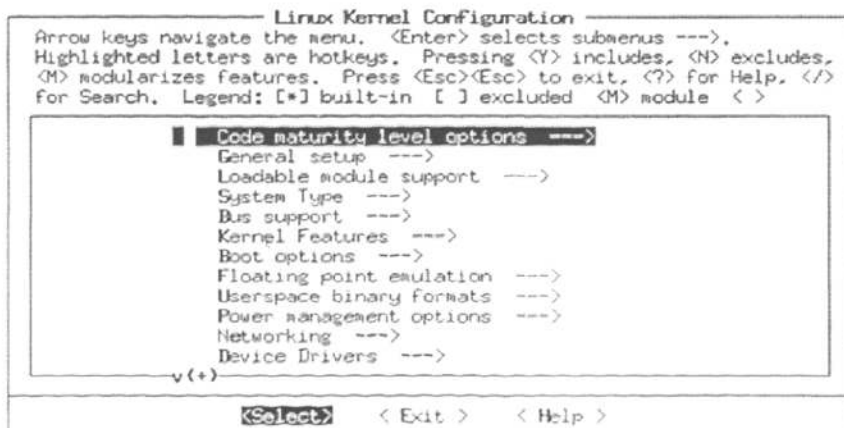 Linux Kernel Configuration
Arrow keys navigate the menu. <Enter> selects submenus --->.
Highlighted letters are hotkeys. Pressing <Y> includes, <N> excludes,
<M> modularizes features. Press <Esc><Esc> to exit, <?> for Help, </>
for Search. Legend: [*] built-in [ ] excluded <M> module < >
Code maturity level options --->
General setup --->
Loadable module support --->
System Type --->
Bus support --->
Kernel Features --->
Boot options --->
Floating point emulation --->
Userspace binary formats --->
Power management options --->
Networking --->
Device Drivers --->
v(+)
<Select> < Exit > < Help >